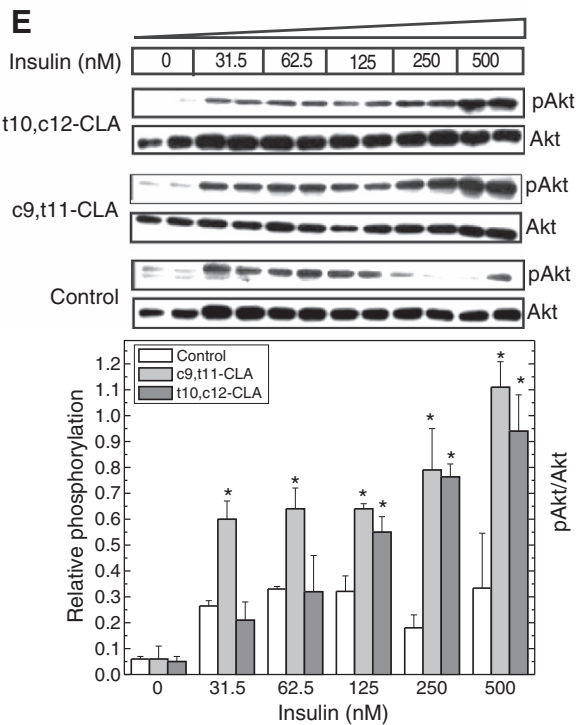 E
Insulin (nM) 0 31.5 62.5 125 250 500
t10,c12-CLA
pAkt
Akt
c9,t11-CLA
pAkt
Akt
Control
pAkt
Akt
Control
c9,t11-CLA
t10,c12-CLA
Relative phosphorylation
1.2
1.1
1.0
0.9
0.8
0.7
0.6
0.5
0.4
0.3
0.2
0.1
0.0
* * * * * * * *
pAkt/Akt
0 31.5 62.5 125 250 500
Insulin (nM)